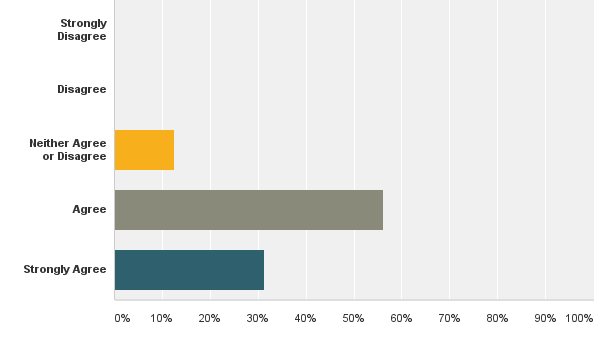 Strongly
Disagree
Disagree
Neither Agree
or Disagree
Agree
Strongly Agree
0% 10% 20% 30% 40% 50% 60% 70% 80% 90% 100%